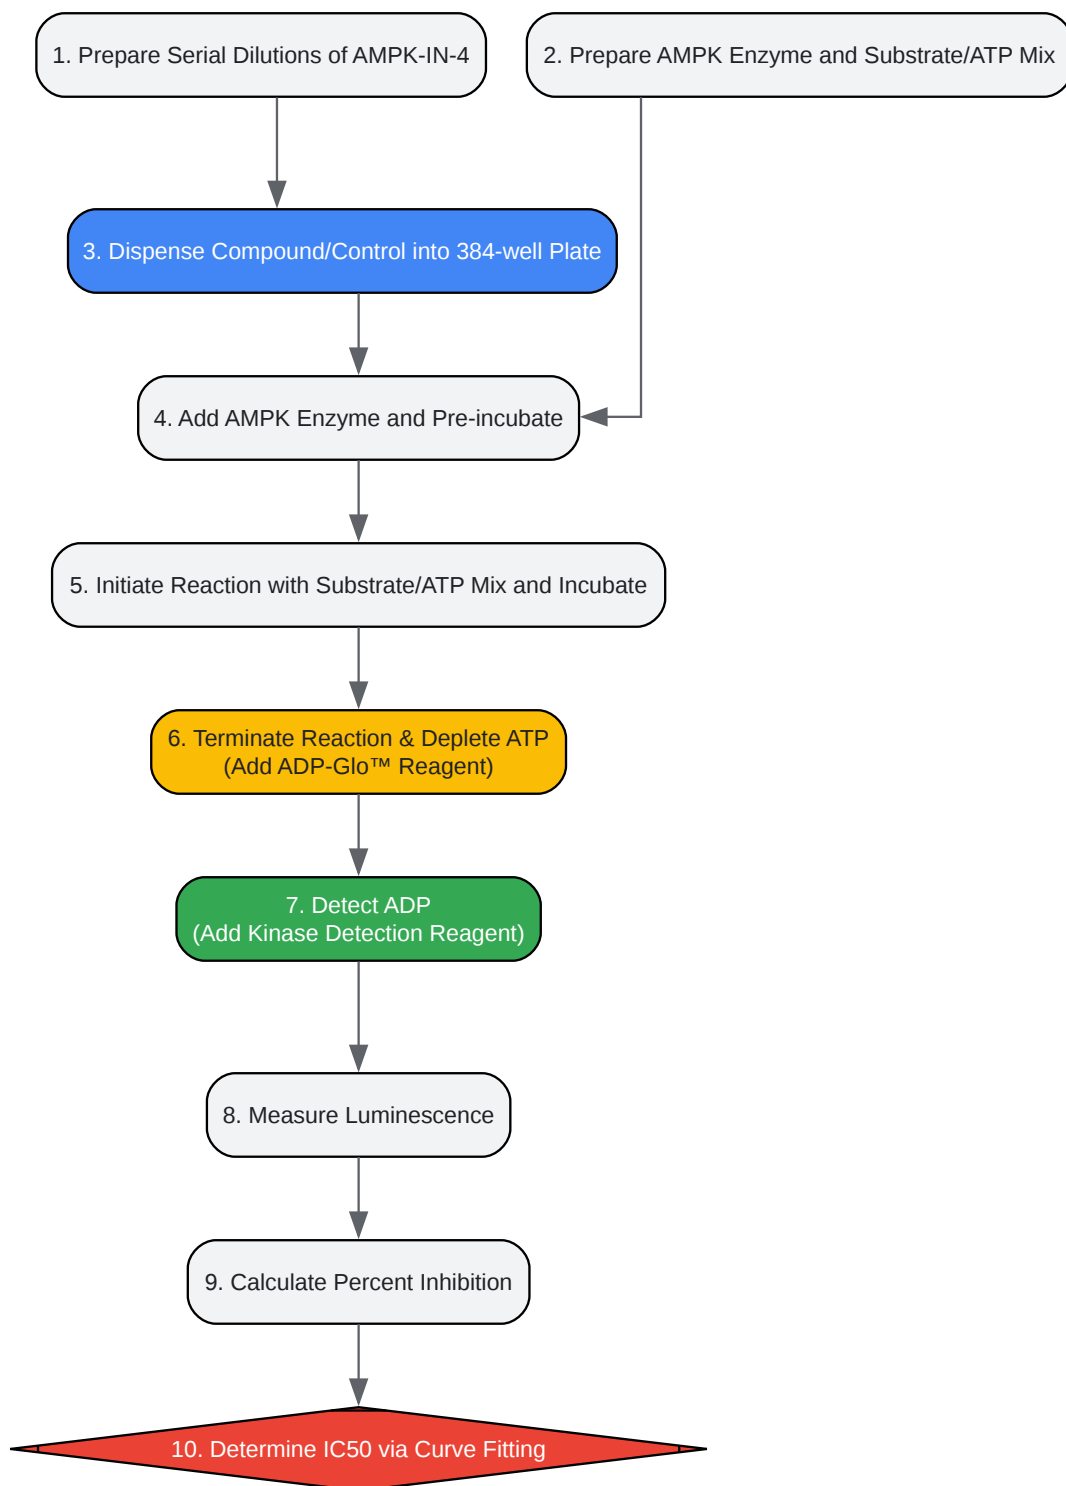 1. Prepare Serial Dilutions of AMPK-IN-4
2. Prepare AMPK Enzyme and Substrate/ATP Mix
3. Dispense Compound/Control into 384-well Plate
4. Add AMPK Enzyme and Pre-incubate
5. Initiate Reaction with Substrate/ATP Mix and Incubate
6. Terminate Reaction & Deplete ATP
(Add ADP-Glo™ Reagent)
7. Detect ADP
(Add Kinase Detection Reagent)
8. Measure Luminescence
9. Calculate Percent Inhibition
10. Determine IC50 via Curve Fitting